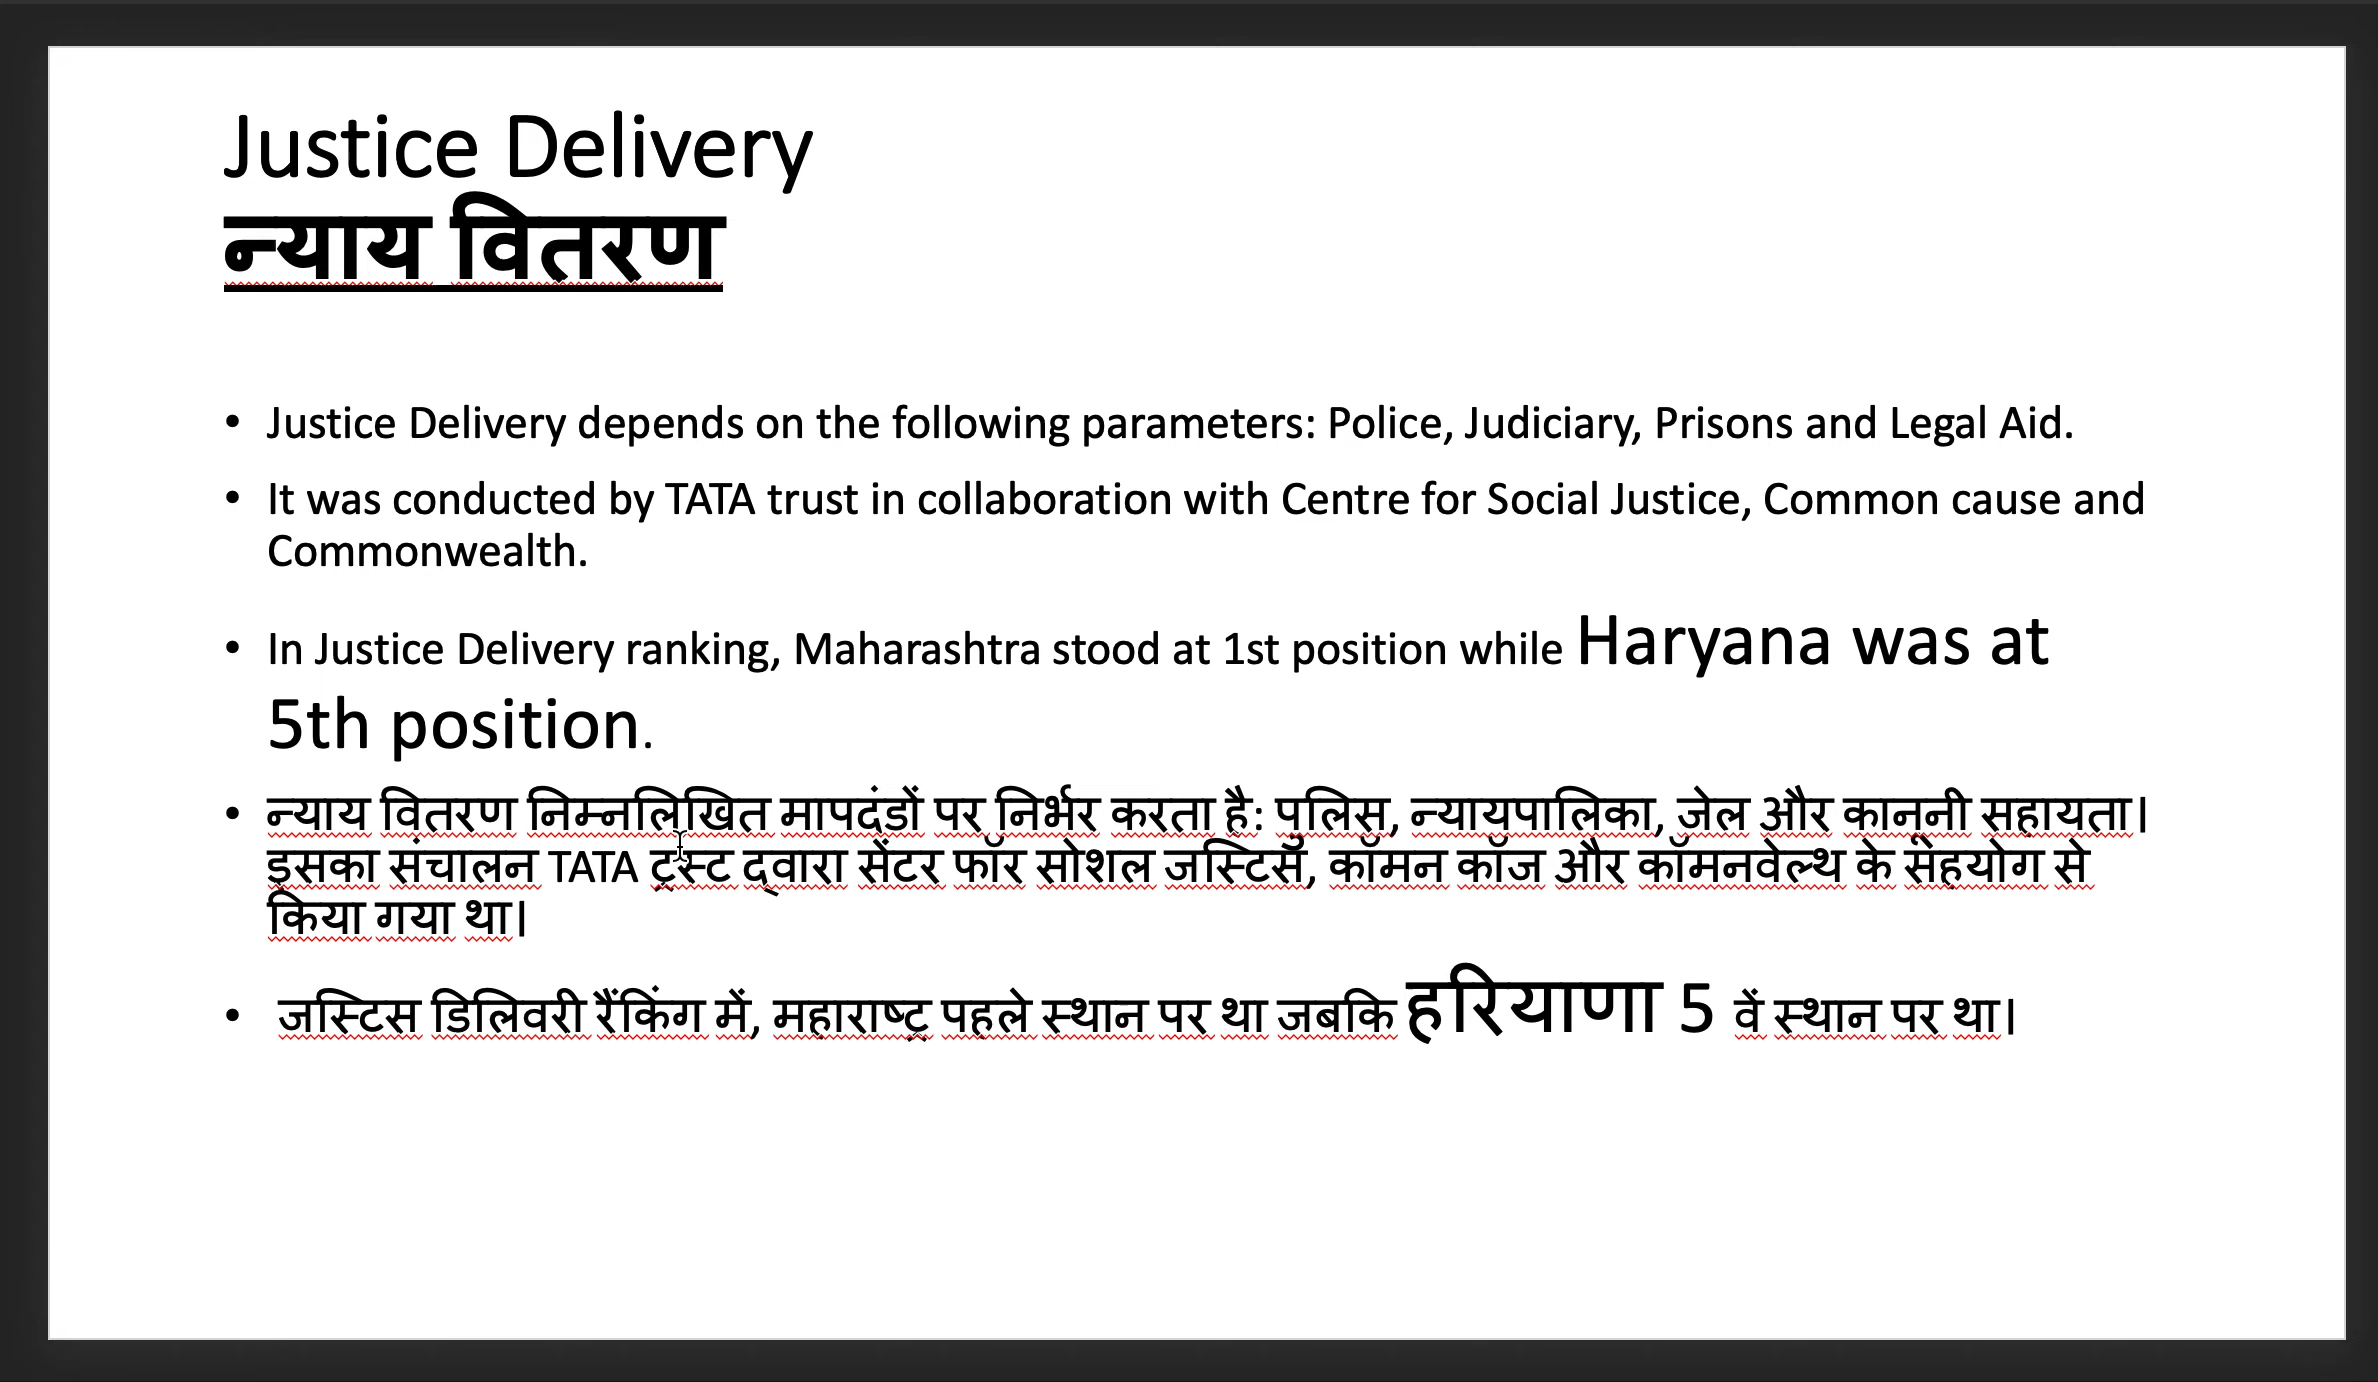 Justice Delivery
न्याय वितरण
• Justice Delivery depends on the following parameters: Police, Judiciary, Prisons and Legal Aid.
• It was conducted by TATA trust in collaboration with Centre for Social Justice, Common cause and
Commonwealth.
• In Justice Delivery ranking, Maharashtra stood at 1st position while Haryana was at
5th position.
• न्याय वितरण निम्नलिखित मापदंडों पर निर्भर करता है: पुलिस, न्यायपालिका, जेल और कानूनी सहायता।
इसका संचालन TATA ट्रस्ट द्वारा सेंटर फॉर सोशल जस्टिस, कॉमन कॉज और कॉमनवेल्थ के सहयोग से
किया गया था।
• जस्टिस डिलिवरी रैंकिंग में, महाराष्ट्र पहले स्थान पर था जबकि हरियाणा 5 वें स्थान पर था।